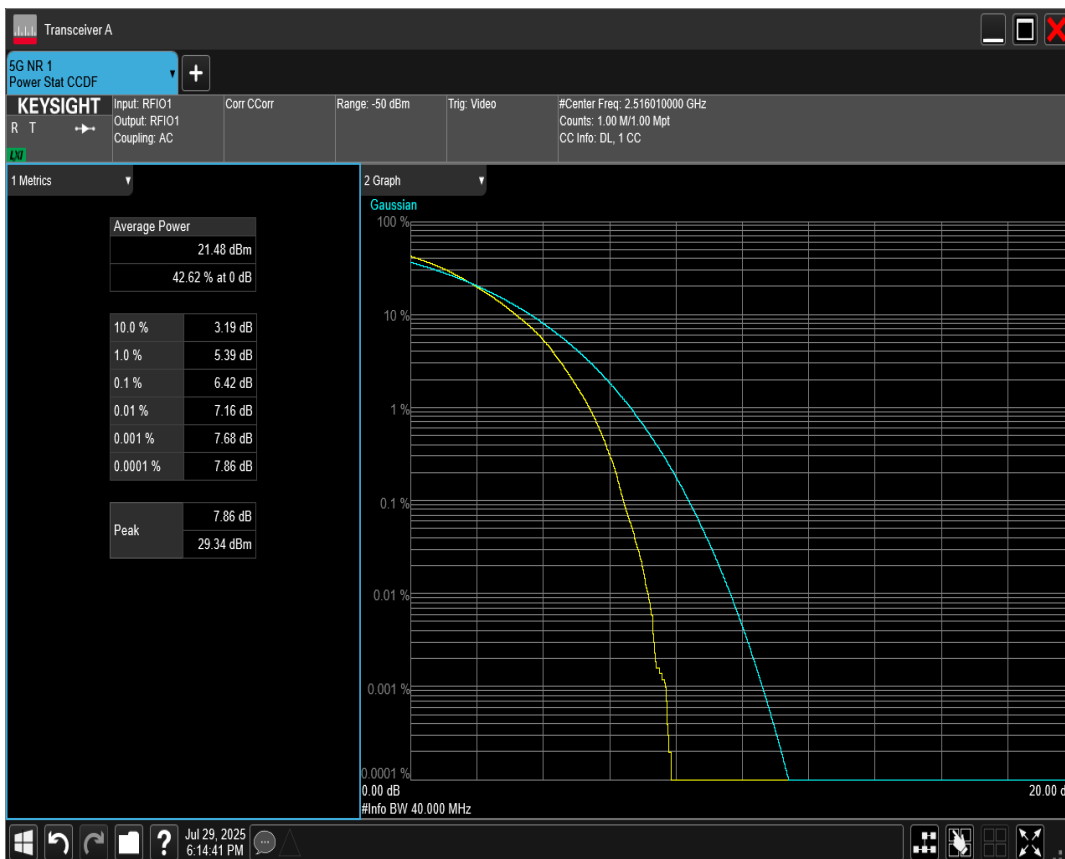 Transceiver A
5G NR 1
Power Stat CCDF
KEYSIGHT
R T
LXI
Input: RFIO1
Output: RFIO1
Coupling: AC
Corr CCorr
Range: -50 dBm
Trig: Video
#Center Freq: 2.516010000 GHz
Counts: 1.00 M/1.00 Mpt
CC Info: DL, 1 CC
1 Metrics
Average Power
21.48 dBm
42.62 % at 0 dB
10.0 % 3.19 dB
1.0 % 5.39 dB
0.1 % 6.42 dB
0.01 % 7.16 dB
0.001 % 7.68 dB
0.0001 % 7.86 dB
Peak
7.86 dB
29.34 dBm
2 Graph
Gaussian
100 %
10 %
1 %
0.1 %
0.01 %
0.001 %
0.0001 %
0.00 dB
20.00 d
#Info BW 40.000 MHz
?
Jul 29, 2025
6:14:41 PM